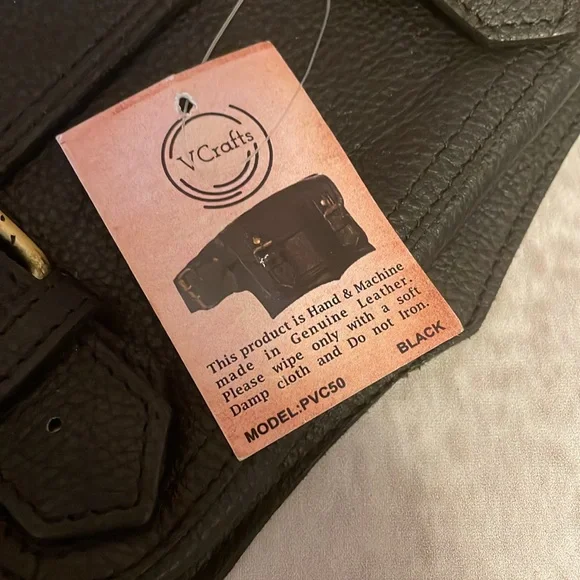 VCrafts
This product is Hand & Machine
made in Genuine Leather.
Please wipe only with a soft
Damp cloth and Do not Iron.
BLACK
MODEL:PVC50